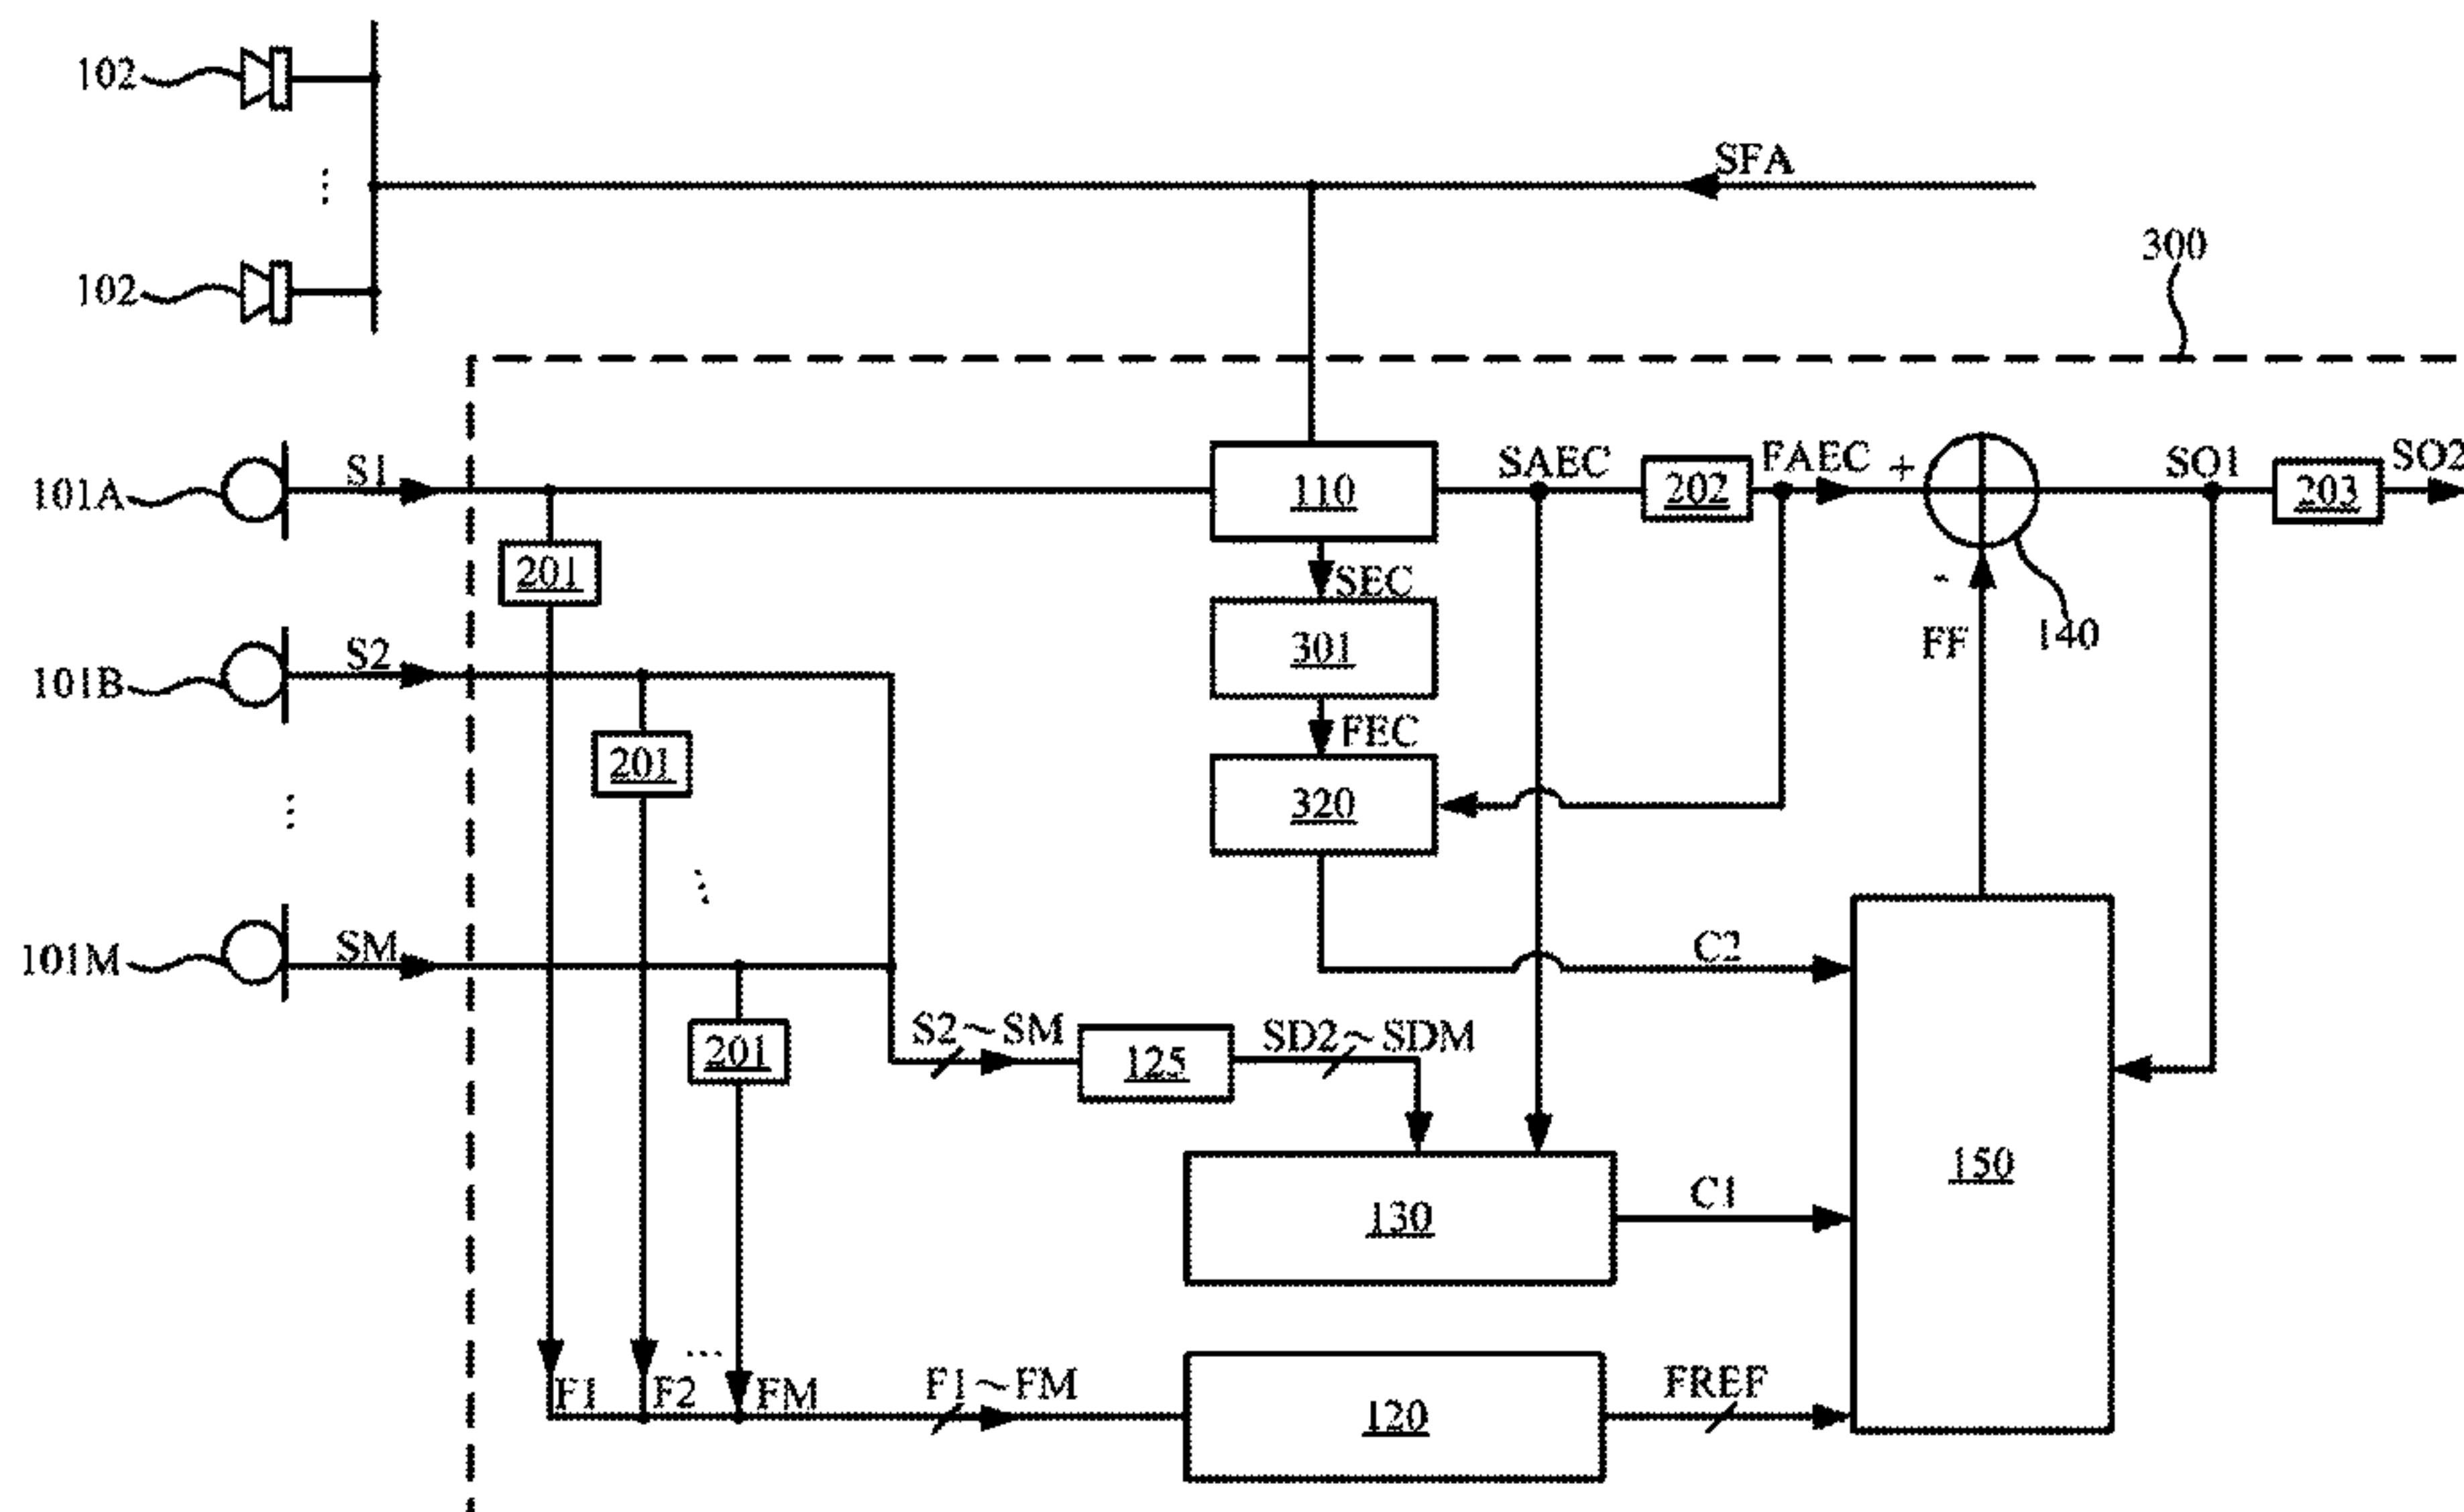 102
SFA
300
102
S1
SAEC
FAEC
+
SO1
SO2
101A
110
202
203
201
SEC
-
140
FF
S2
301
101B
FEC
201
320
SM
C2
101M
S2~SM
SD2~SDM
201
125
150
C1
130
F1
F2
FM
F1~FM
FREF
120